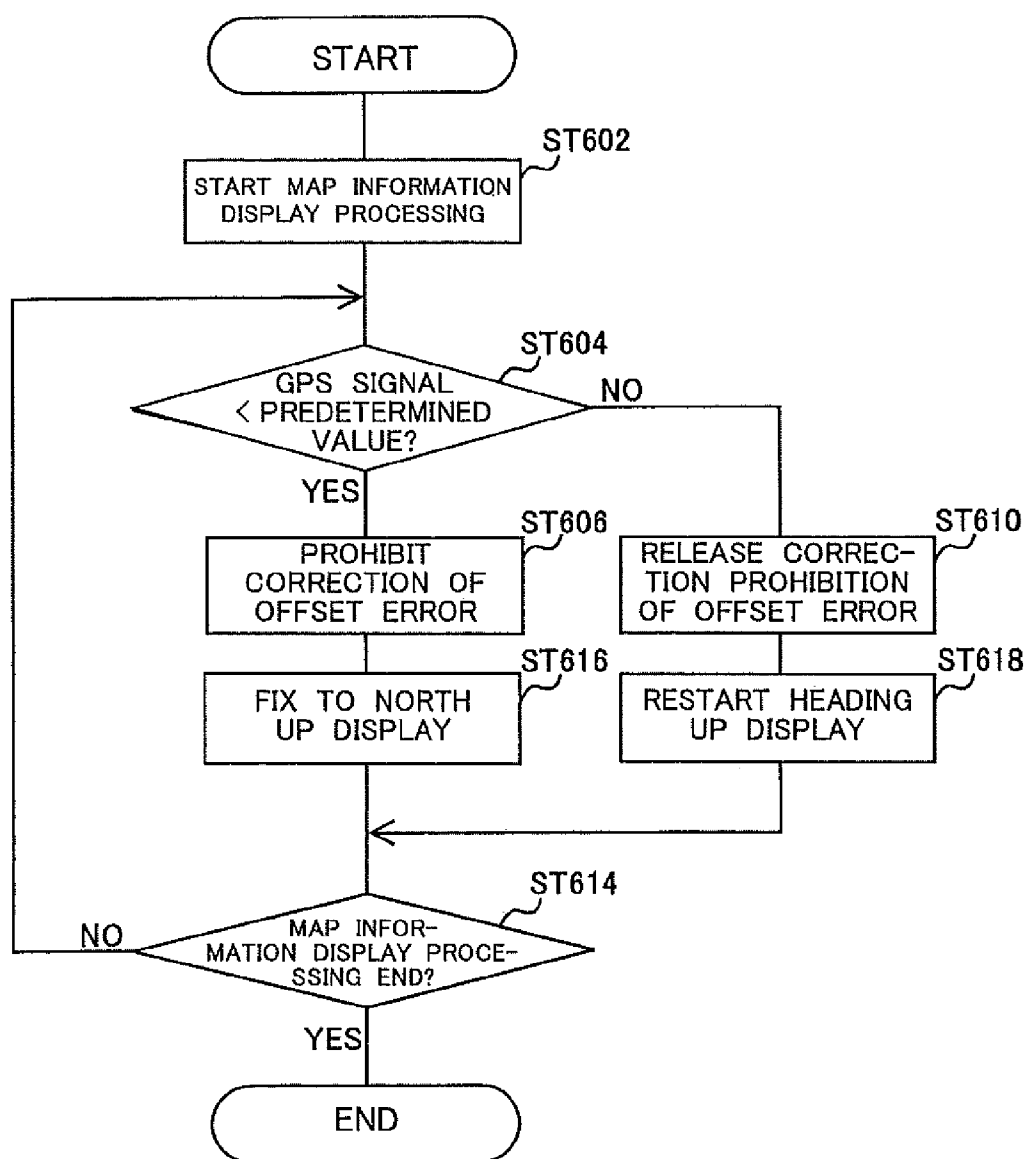 START
ST602
START MAP INFORMATION
DISPLAY PROCESSING
ST604
GPS SIGNAL
< PREDETERMINED
VALUE?
NO
YES
ST606
PROHIBIT
CORRECTION OF
OFFSET ERROR
ST610
RELEASE CORREC-
TION PROHIBITION
OF OFFSET ERROR
ST616
FIX TO NORTH
UP DISPLAY
ST618
RESTART HEADING
UP DISPLAY
ST614
MAP INFOR-
MATION DISPLAY PROCE-
SSING END?
NO
YES
END